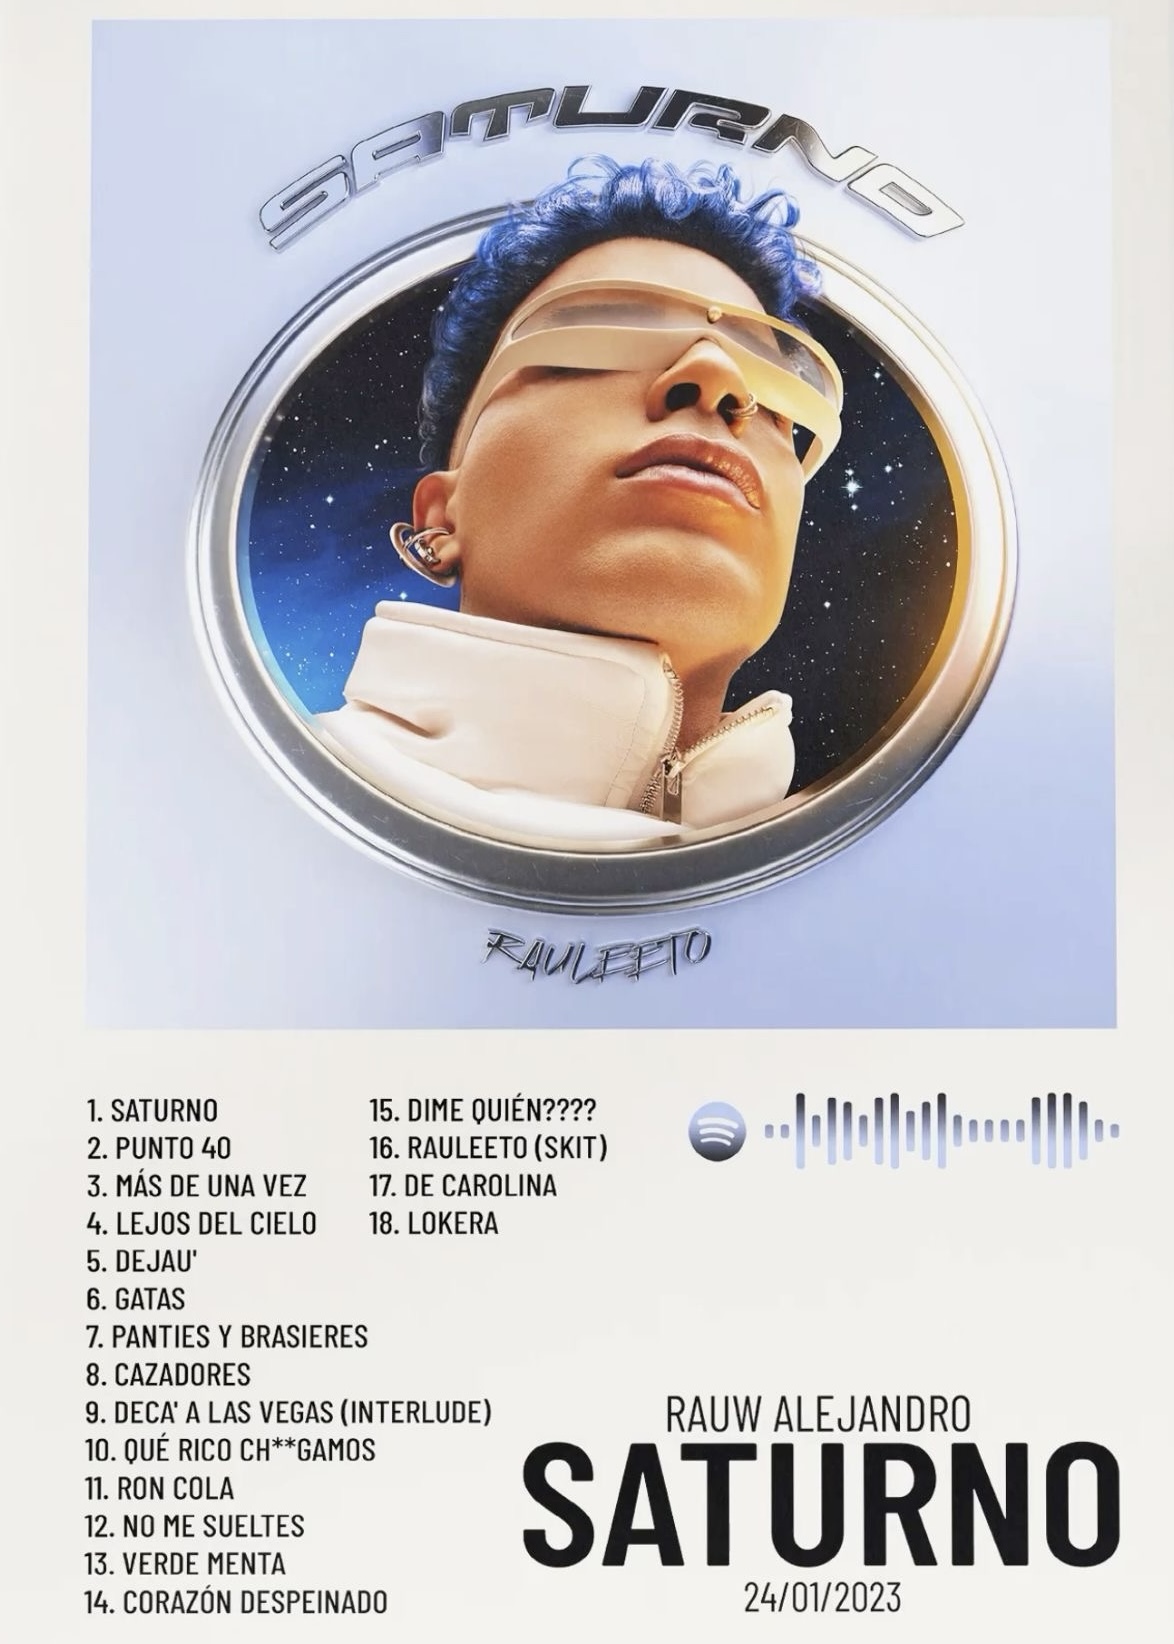 SATURNO
RAULEETO
1. SATURNO
2. PUNTO 40
3. MÁS DE UNA VEZ
4. LEJOS DEL CIELO
5. DEJAU'
6. GATAS
7. PANTIES Y BRASIERES
8. CAZADORES
9. DECA' A LAS VEGAS (INTERLUDE)
10. QUÉ RICO CH**GAMOS
11. RON COLA
12. NO ME SUELTES
13. VERDE MENTA
14. CORAZÓN DESPEINADO
15. DIME QUIÉN????
16. RAULEETO (SKIT)
17. DE CAROLINA
18. LOKERA
RAUW ALEJANDRO
SATURNO
24/01/2023